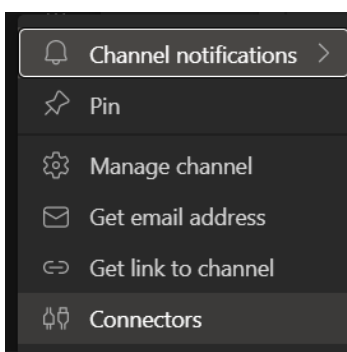 Channel notifications
Pin
Manage channel
Get email address
Get link to channel
Connectors